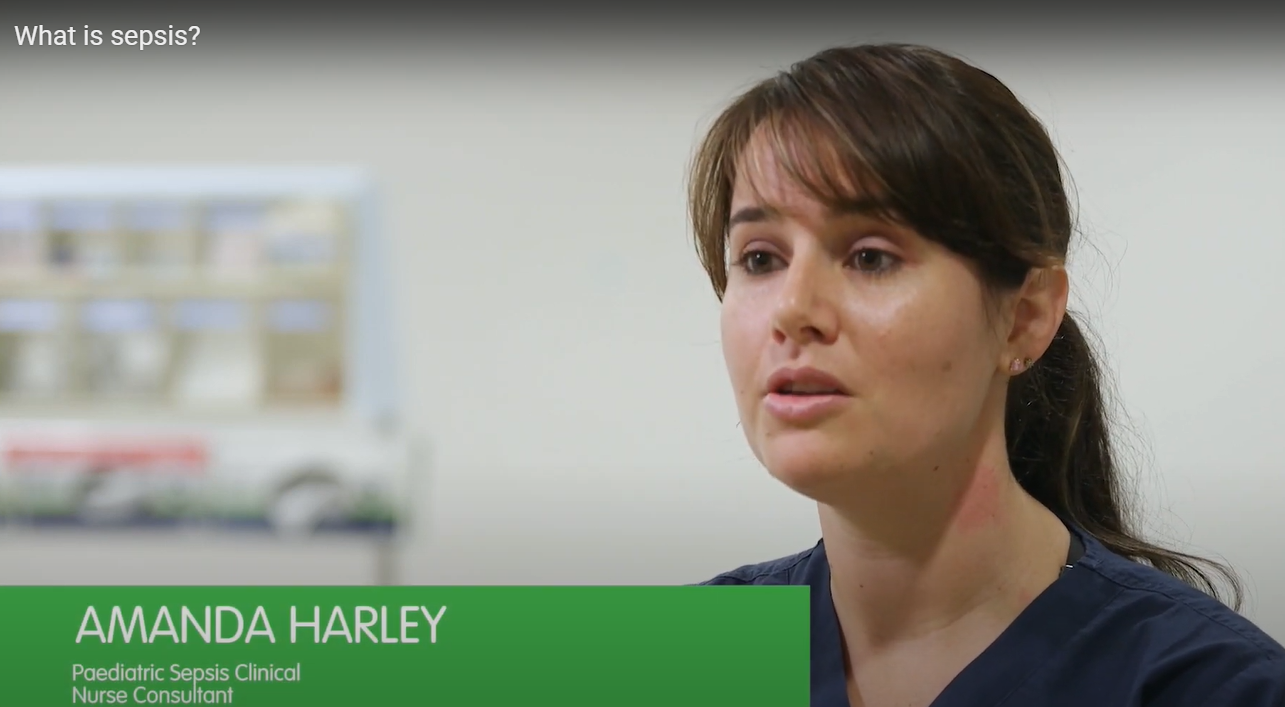 What is sepsis?
AMANDA HARLEY
Paediatric Sepsis Clinical
Nurse Consultant